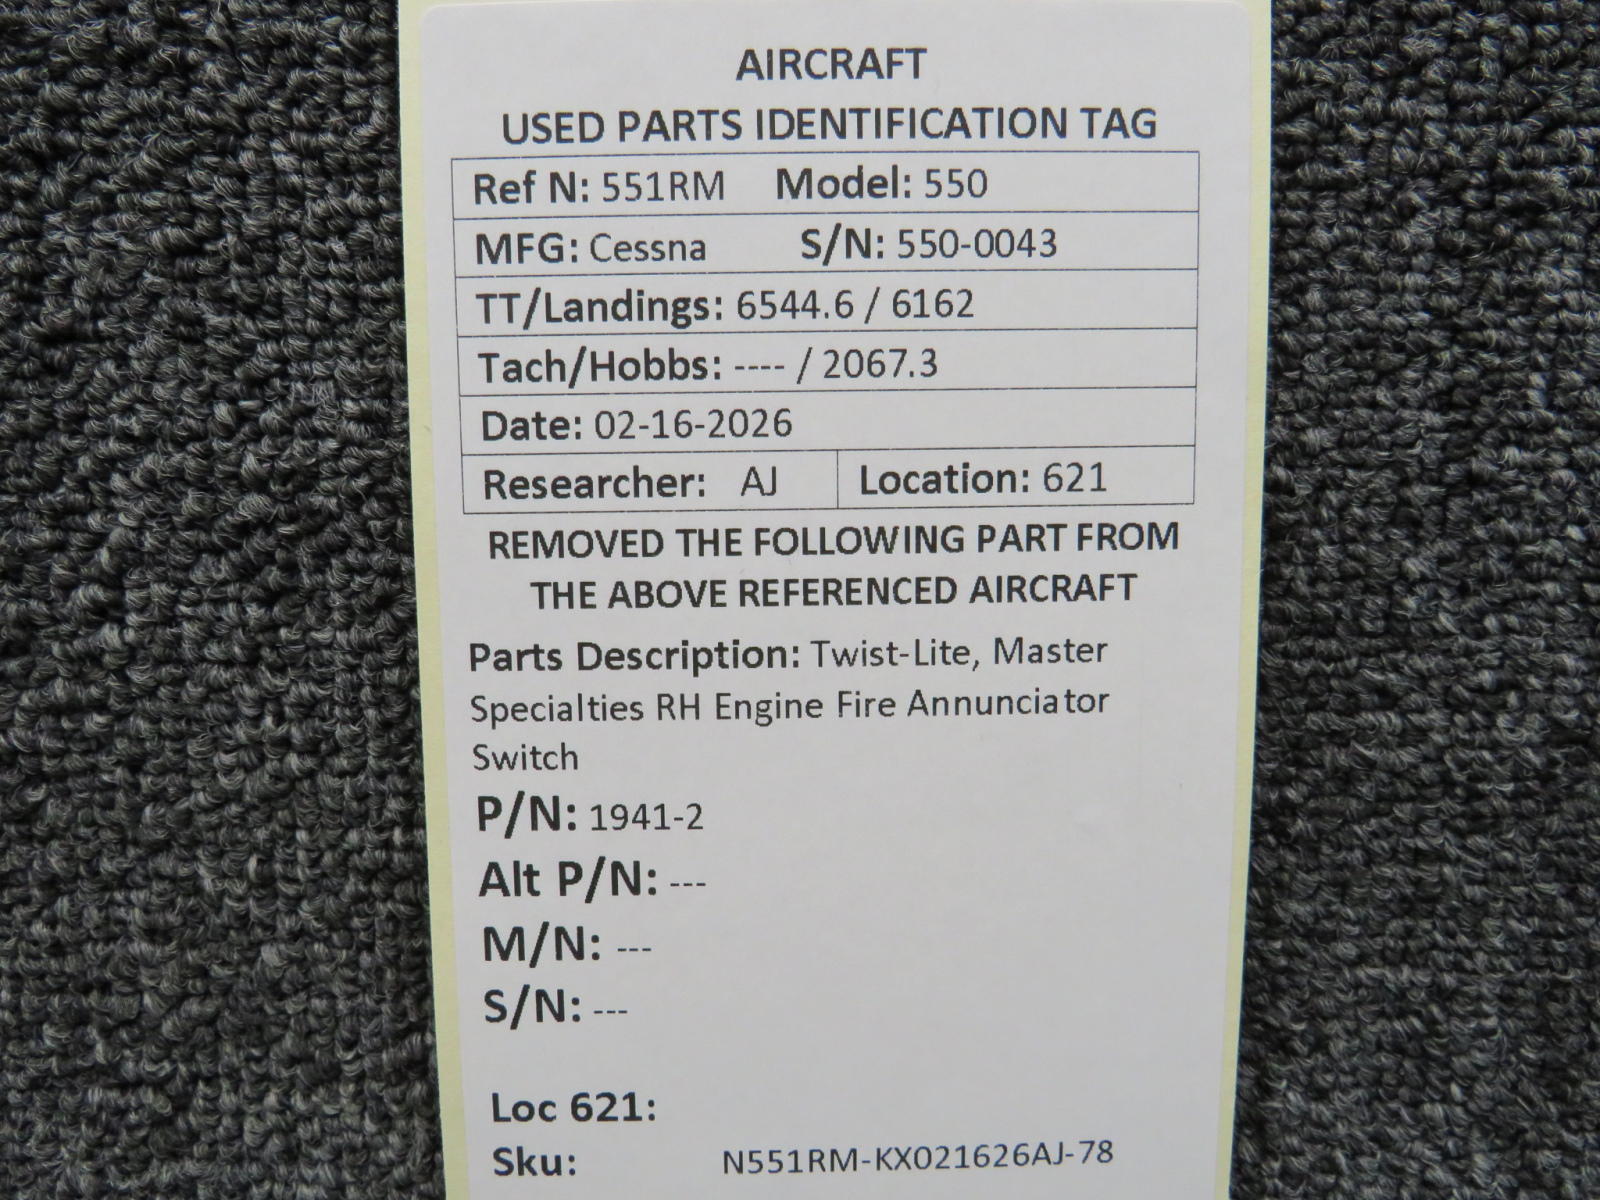 AIRCRAFT
USED PARTS IDENTIFICATION TAG
Ref N: 551RM Model: 550
MFG: Cessna S/N: 550-0043
TT/Landings: 6544.6 / 6162
Tach/Hobbs: ---- / 2067.3
Date: 02-16-2026
Researcher: AJ Location: 621
REMOVED THE FOLLOWING PART FROM
THE ABOVE REFERENCED AIRCRAFT
Parts Description: Twist-Lite, Master
Specialties RH Engine Fire Annunciator
Switch
P/N: 1941-2
Alt P/N: ---
M/N: ---
S/N: ---
Loc 621:
Sku: N551RM-KX021626AJ-78